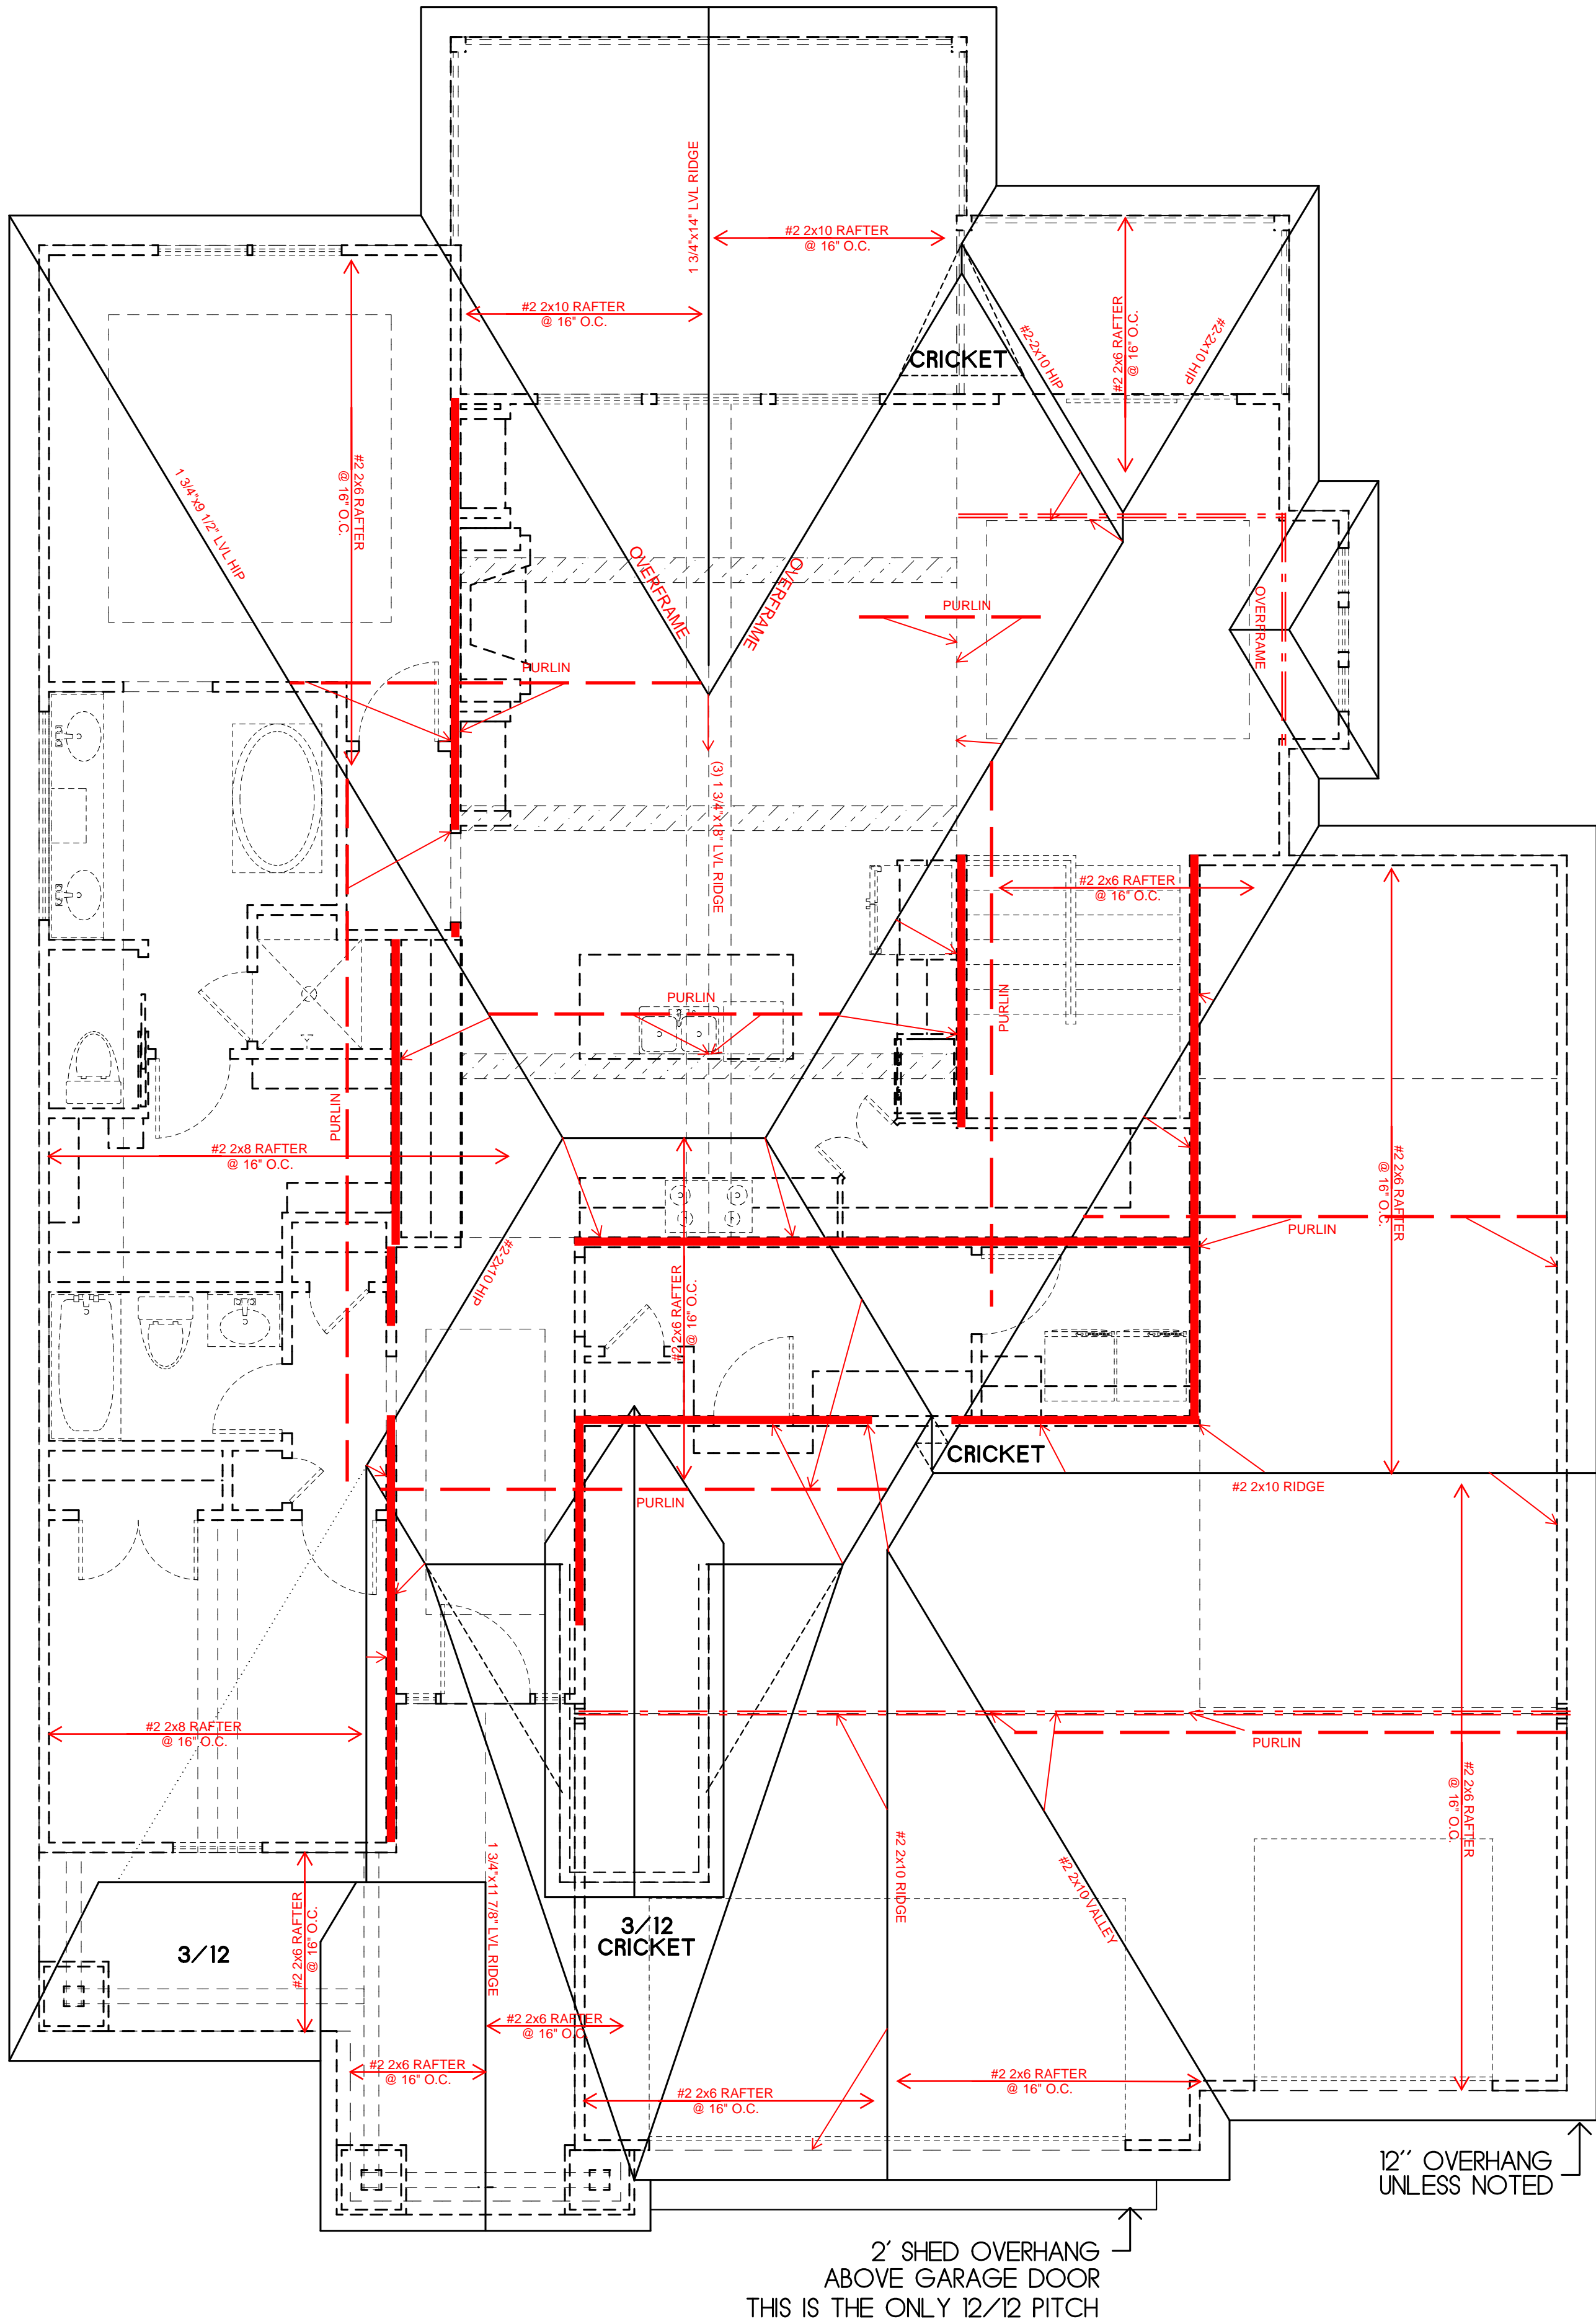 1 3/4"x14" LVL RIDGE
#2 2x10 RAFTER
@ 16" O.C.
#2 2x10 RAFTER
@ 16" O.C.
#2 2x6 RAFTER
@ 16" O.C.
#2-2x10 HIP
#2-2x10 HIP
CRICKET
#2 2x6 RAFTER
@ 16" O.C.
1 3/4"x9 1/2" LVL HIP
OVERFRAME
OVERFRAME
OVERFRAME
PURLIN
PURLIN
(3) 1 3/4"x18" LVL RIDGE
#2 2x6 RAFTER
@ 16" O.C.
PURLIN
PURLIN
PURLIN
#2 2x8 RAFTER
@ 16" O.C.
#2 2x6 RAFTER
@ 16" O.C.
PURLIN
#2-2x10 HIP
#2 2x6 RAFTER
@ 16" O.C.
CRICKET
#2 2x10 RIDGE
PURLIN
#2 2x8 RAFTER
@ 16" O.C.
PURLIN
#2 2x6 RAFTER
@ 16" O.C.
1 3/4"x11 7/8" LVL RIDGE
#2 2x10 RIDGE
#2 2x10 VALLEY
#2 2x6 RAFTER
@ 16" O.C.
3/12
3/12
CRICKET
#2 2x6 RAFTER
@ 16" O.C
#2 2x6 RAFTER
@ 16" O.C.
#2 2x6 RAFTER
@ 16" O.C.
#2 2x6 RAFTER
@ 16" O.C.
12'' OVERHANG
UNLESS NOTED
2' SHED OVERHANG
ABOVE GARAGE DOOR
THIS IS THE ONLY 12/12 PITCH